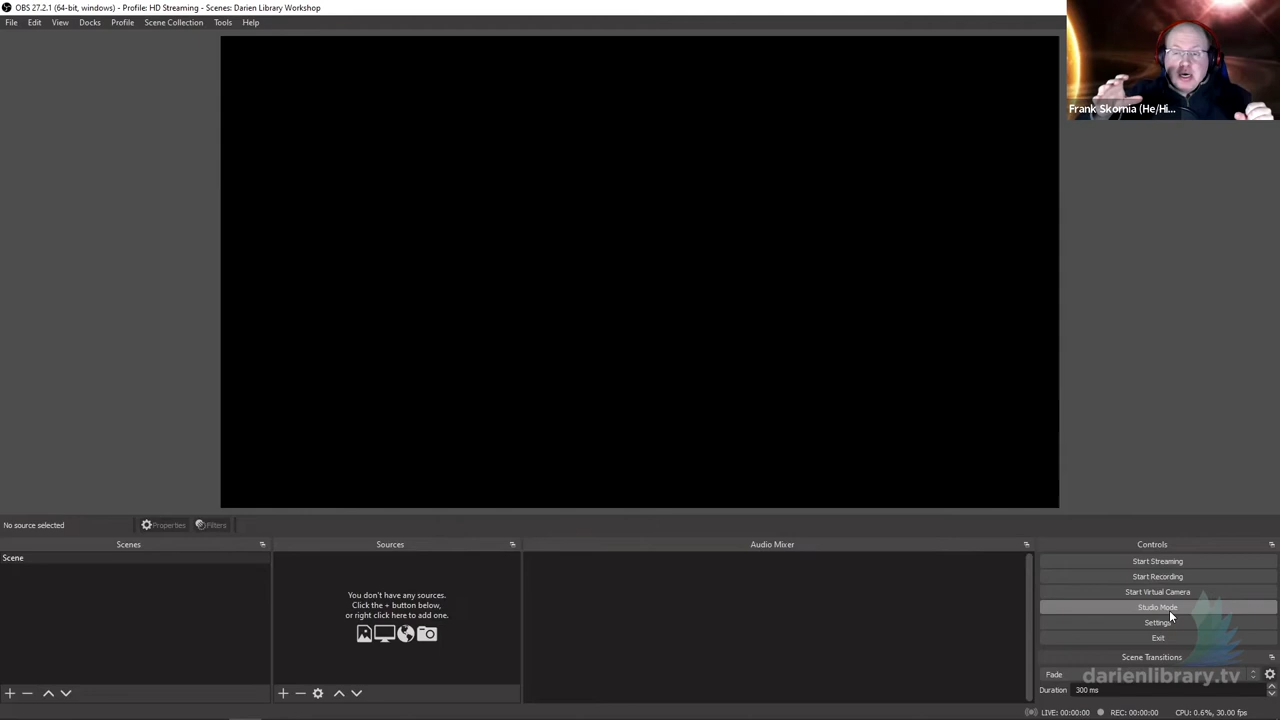 OBS 27.2.1 (64-bit, windows) - Profile: HD Streaming - Scenes: Darien Library Workshop
File Edit View Docks Profile Scene Collection Tools Help
Frank Skornia (He/Hi...
No source selected Properties Filters
Scenes
Scene
Sources
You don't have any sources.
Click the + button below,
or right click here to add one.
Audio Mixer
Controls
Start Streaming
Start Recording
Start Virtual Camera
Studio Mode
Settings
Exit
Scene Transitions
Fade
darienlibrary.tv
Duration 300 ms
LIVE: 00:00:00 REC: 00:00:00 CPU: 0.6%, 30.00 fps